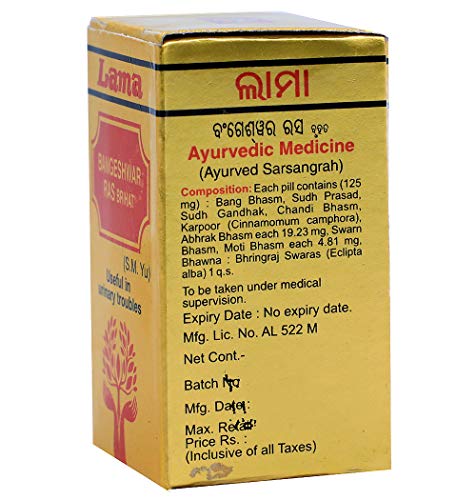 Lama
BANGESHWAR
RAS BRIHAT
(S.M. Yu)
Useful in
urinary troubles
ଲାମା
ବଂଗେଶ୍ୱର ରସ ବୃହତ
Ayurvedic Medicine
(Ayurved Sarsangrah)
Composition: Each pill contains (125
mg) : Bang Bhasm, Sudh Prasad,
Sudh Gandhak, Chandi Bhasm,
Karpoor (Cinnamomum camphora),
Abhrak Bhasm each 19.23 mg. Swarn
Bhasm, Moti Bhasm each 4.81 mg,
Bhawna : Bhringraj Swaras (Eclipta
alba) 1 q.s.
To be taken under medical
supervision.
Expiry Date : No expiry date.
Mfg. Lic. No. AL 522 M
Net Cont.-
Batch
Mfg. Date
Max. Retail
Price Rs. :
(Inclusive of all Taxes)